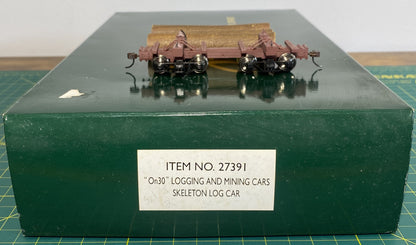 ITEM NO. 27391
"On30" LOGGING AND MINING CARS
SKELETON LOG CAR